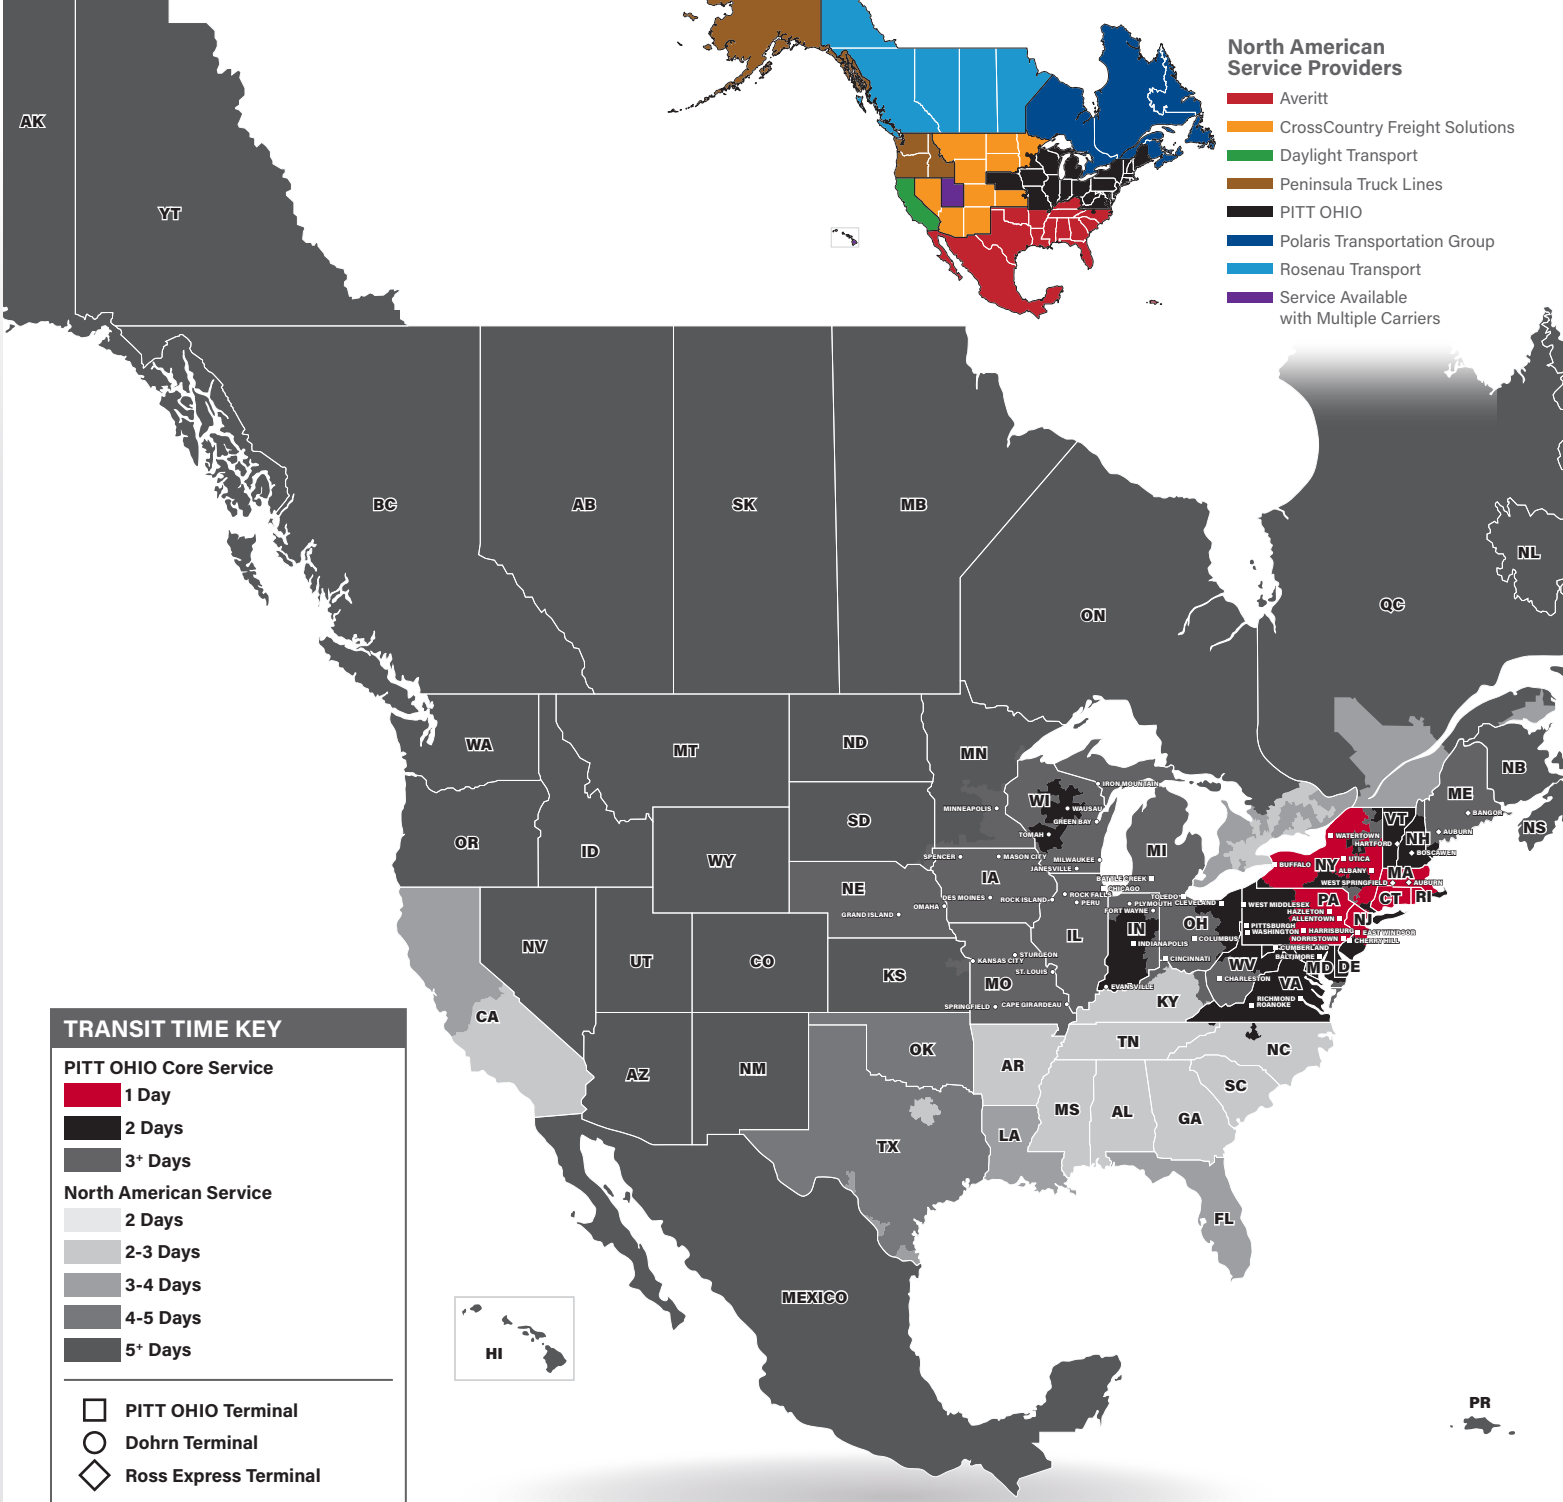 North American
Service Providers
Averitt
CrossCountry Freight Solutions
Daylight Transport
Peninsula Truck Lines
PITT OHIO
Polaris Transportation Group
Rosenau Transport
Service Available
with Multiple Carriers
AK
YT
BC
AB
SK
MB
ON
QC
NL
NB
NS
WA
MT
ND
MN
OR
ID
WY
SD
NE
IA
WI
MI
NV
UT
CO
KS
MO
IL
IN
OH
KY
WV
VA
MD
DE
PA
NJ
NY
CT
RI
MA
VT
NH
ME
CA
AZ
NM
OK
TX
AR
LA
MS
AL
GA
TN
NC
SC
FL
MEXICO
HI
PR
IRON MOUNTAIN
MINNEAPOLIS
WAUSAU
GREEN BAY
TOMAH
SPENCER
MASON CITY
MILWAUKEE
JANESVILLE
BATTLE CREEK
CHICAGO
DES MOINES
ROCK ISLAND
ROCK FALLS
PERU
OMAHA
GRAND ISLAND
PLYMOUTH
FORT WAYNE
TOLEDO
CLEVELAND
INDIANAPOLIS
COLUMBUS
CINCINNATI
EVANSVILLE
KANSAS CITY
STURGEON
ST. LOUIS
SPRINGFIELD
CAPE GIRARDEAU
CHARLESTON
RICHMOND
ROANOKE
WATERTOWN
HARTFORD
BUFFALO
UTICA
ALBANY
WEST SPRINGFIELD
AUBURN
BANGOR
AUBURN
BOSCAWEN
WEST MIDDLESEX
HAZLETON
ALLENTOWN
PITTSBURGH
WASHINGTON
HARRISBURG
NORRISTOWN
EAST WINDSOR
CHERRY HILL
CUMBERLAND
BALTIMORE
TRANSIT TIME KEY
PITT OHIO Core Service
1 Day
2 Days
3+ Days
North American Service
2 Days
2-3 Days
3-4 Days
4-5 Days
5+ Days
PITT OHIO Terminal
Dohrn Terminal
Ross Express Terminal